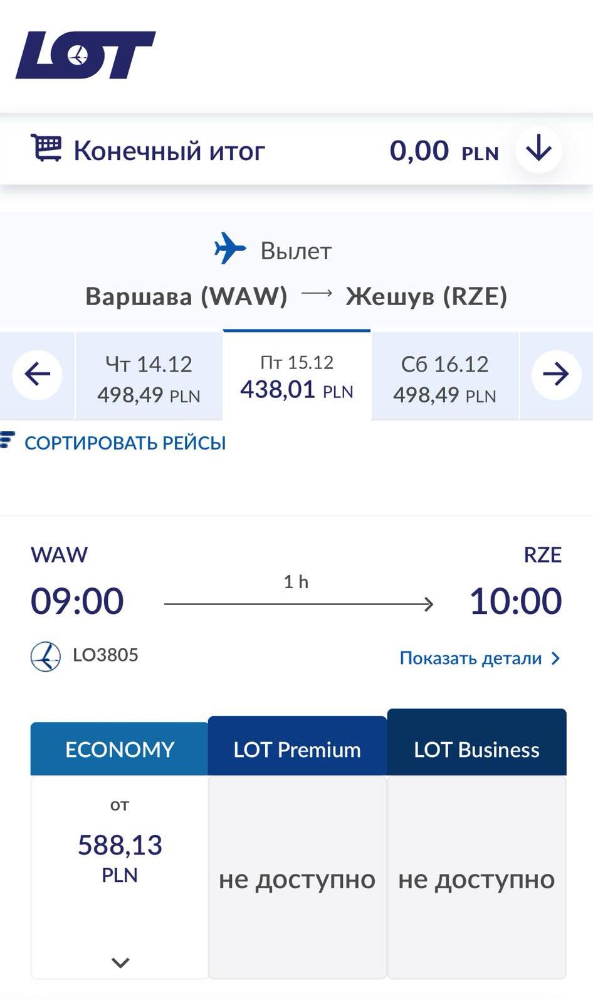 LOT
Конечный итог 0,00 PLN
Вылет
Варшава (WAW) → Жешув (RZE)
Чт 14.12 Пт 15.12 Сб 16.12
498,49 PLN 438,01 PLN 498,49 PLN
СОРТИРОВАТЬ РЕЙСЫ
WAW RZE
1 h
09:00 10:00
LO3805 Показать детали
ECONOMY LOT Premium LOT Business
от
588,13
PLN
не доступно не доступно